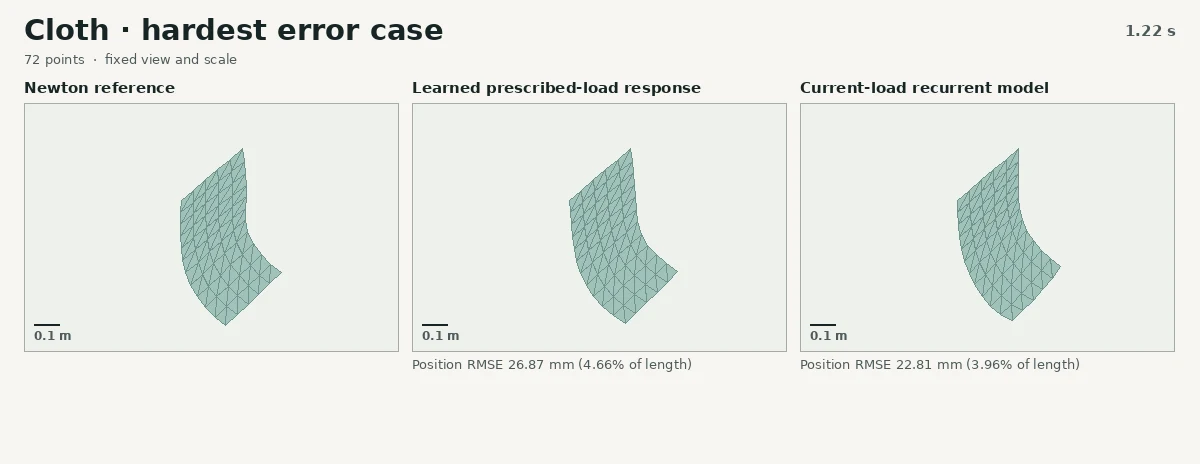 Cloth · hardest error case
1.22 s
72 points · fixed view and scale
Newton reference
Learned prescribed-load response
Current-load recurrent model
0.1 m
0.1 m
0.1 m
Position RMSE 26.87 mm (4.66% of length)
Position RMSE 22.81 mm (3.96% of length)